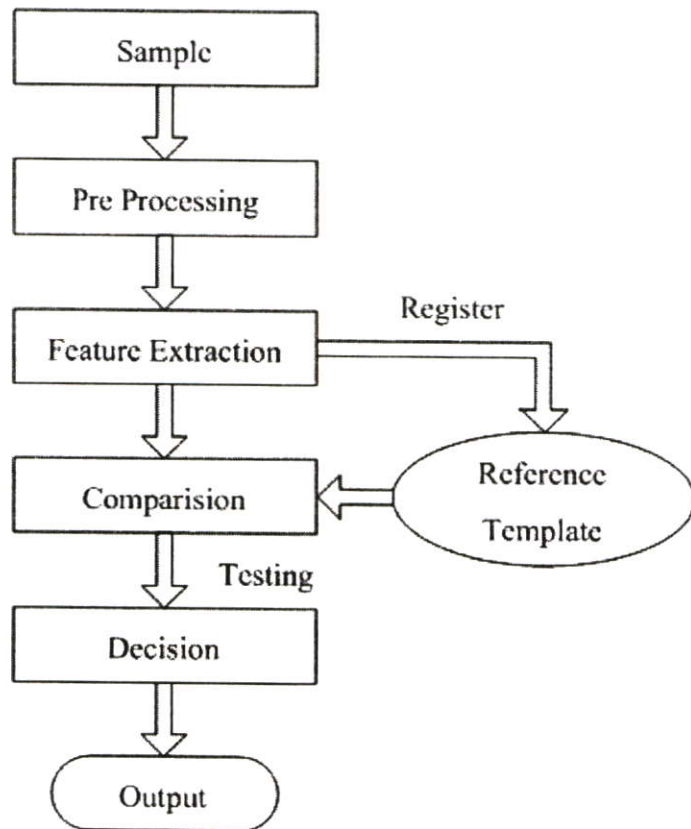 Sample
Pre Processing
Register
Feature Extraction
Reference
Template
Comparision
Testing
Decision
Output